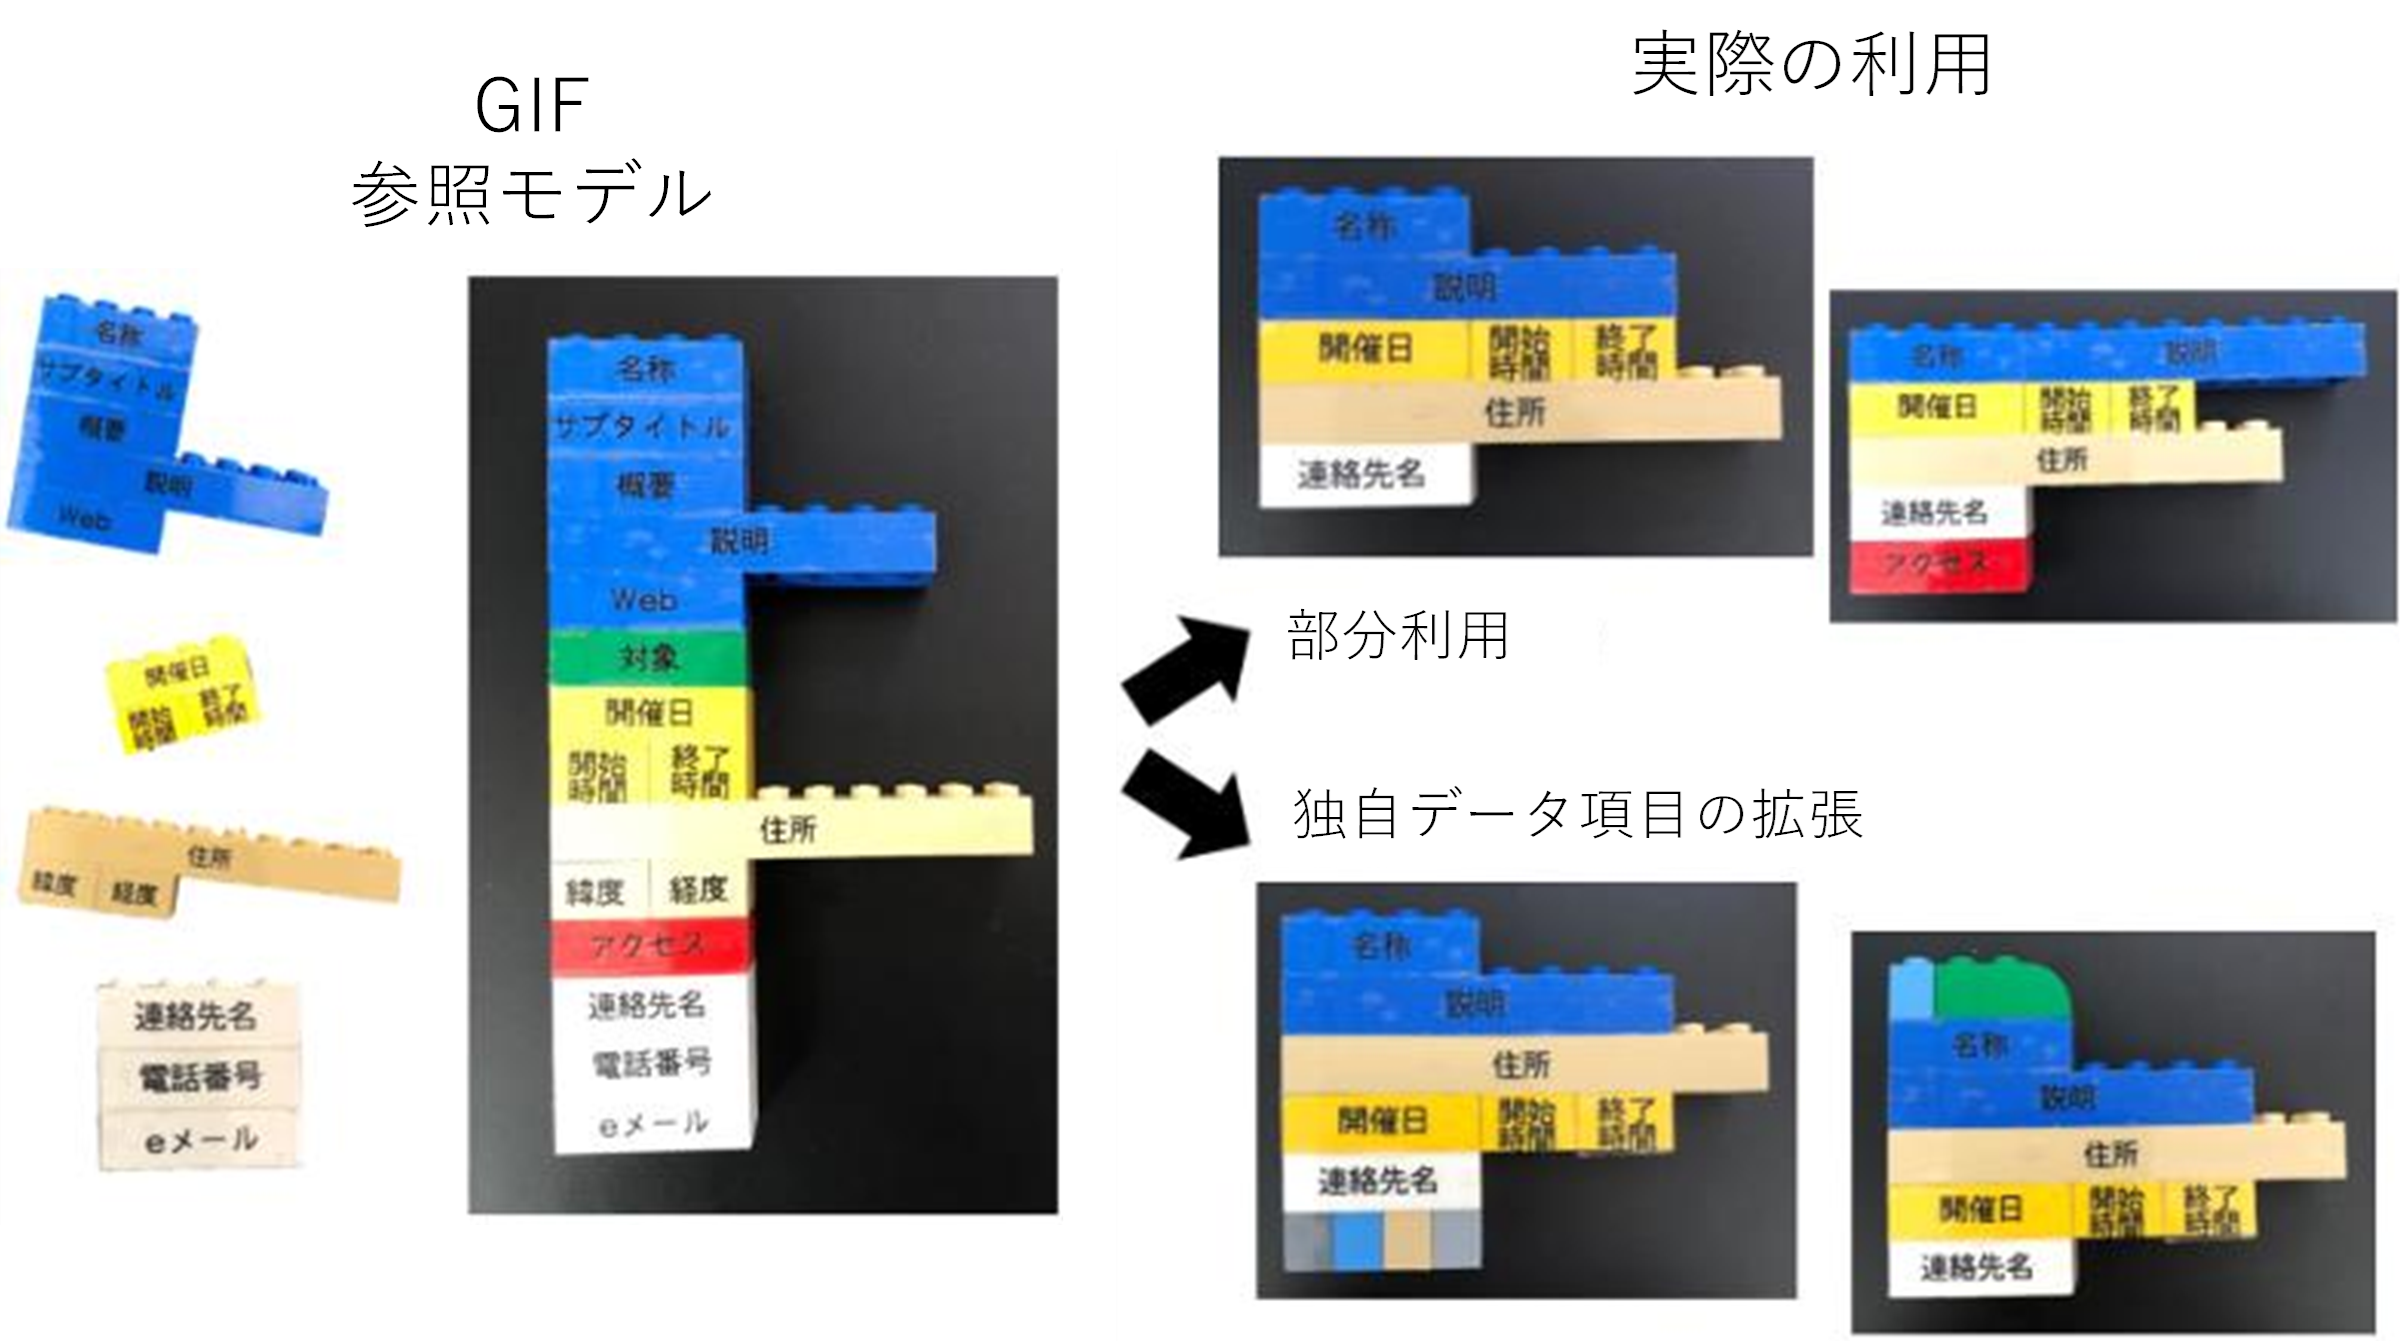 GIF
参照モデル
実際の利用
名称
サブタイトル
概要
説明
Web
開催日
開始
時間
終了
時間
住所
緯度
経度
連絡先名
電話番号
eメール
名称
サブタイトル
概要
説明
Web
対象
開催日
開始
時間
終了
時間
住所
緯度
経度
アクセス
連絡先名
電話番号
eメール
名称
説明
開催日
開始
時間
終了
時間
住所
連絡先名
名称
説明
開催日
開始
時間
終了
時間
住所
連絡先名
アクセス
部分利用
独自データ項目の拡張
名称
説明
住所
開催日
開始
時間
終了
時間
連絡先名
名称
説明
住所
開催日
開始
時間
終了
時間
連絡先名